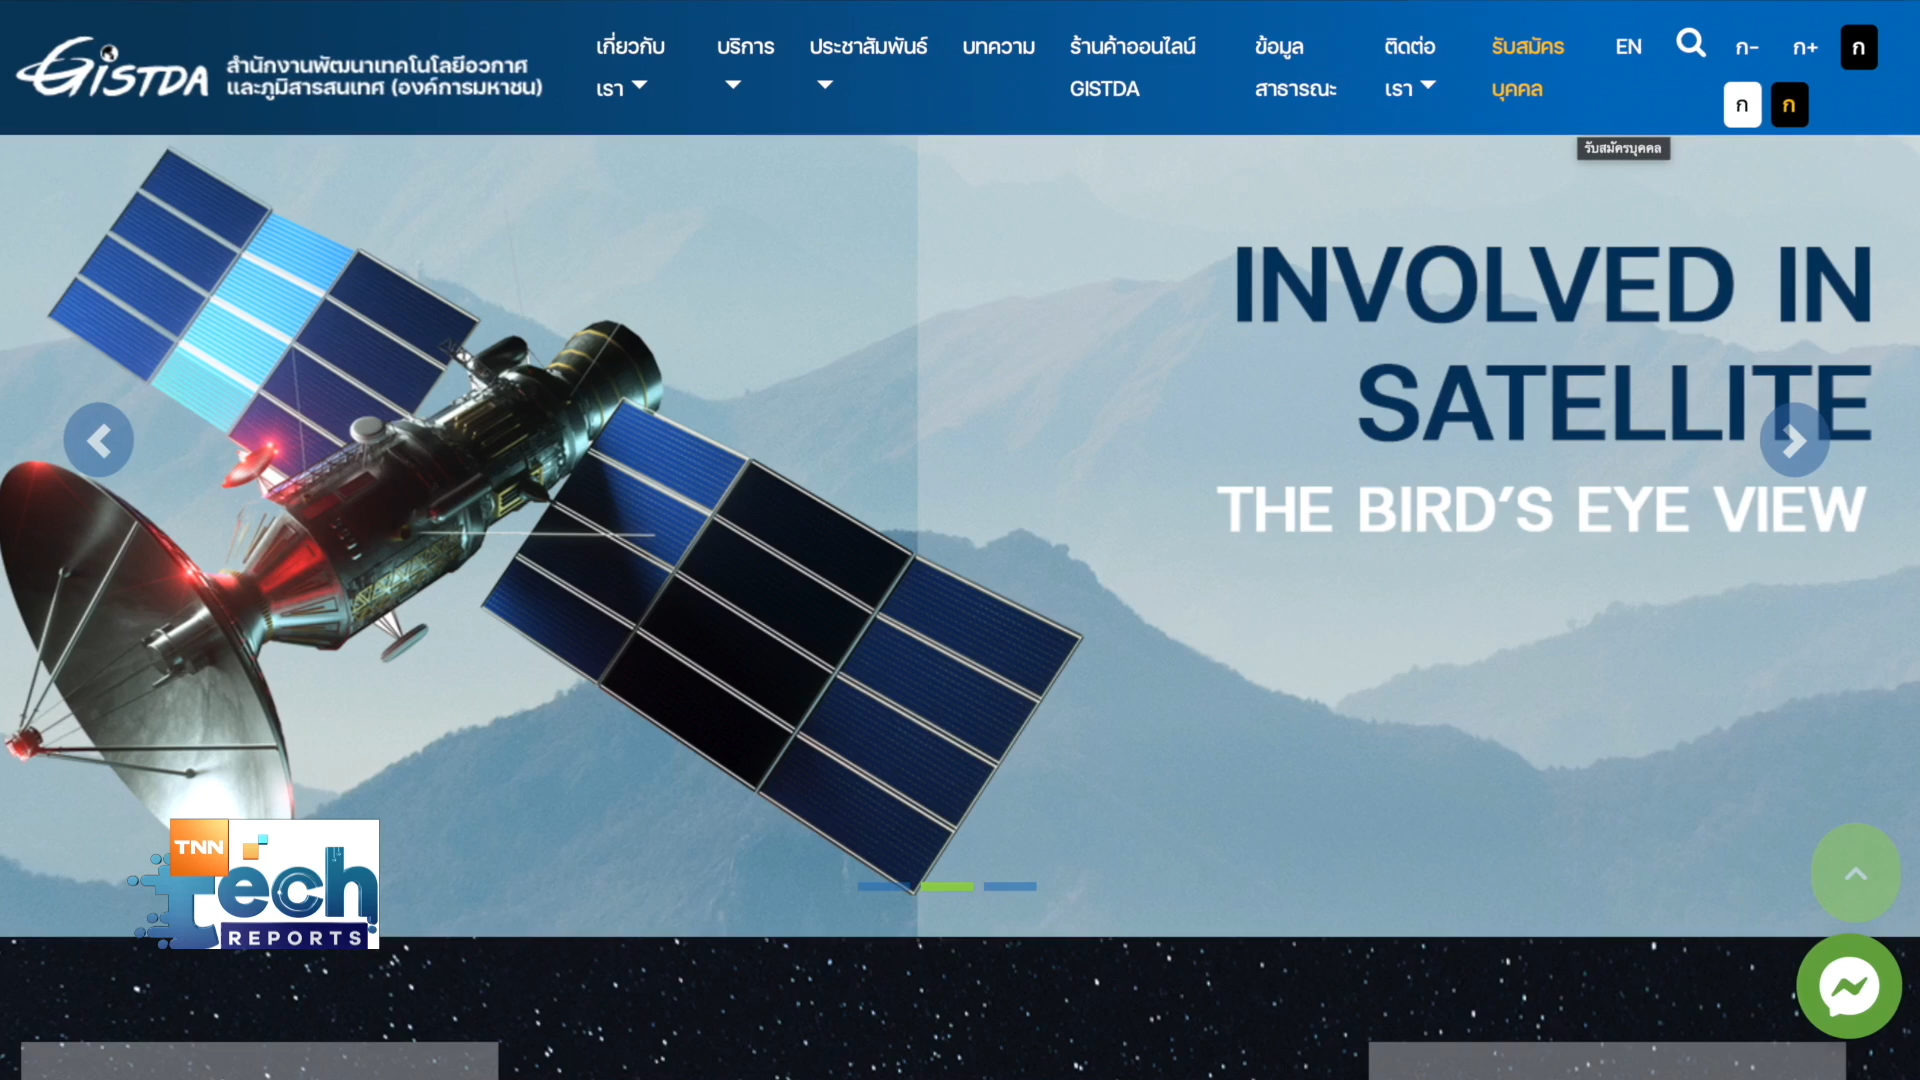 GISTDA
สำนักงานพัฒนาเทคโนโลยีอวกาศ
และภูมิสารสนเทศ (องค์การมหาชน)
เกี่ยวกับ
เรา
บริการ
ประชาสัมพันธ์
บทความ
ร้านค้าออนไลน์
GISTDA
ข้อมูล
สาธารณะ
ติดต่อ
เรา
รับสมัคร
บุคคล
EN
ก-
ก+
ก
ก
ก
รับสมัครบุคคล
INVOLVED IN
SATELLITE
THE BIRD'S EYE VIEW
TNN
Tech
REPORTS